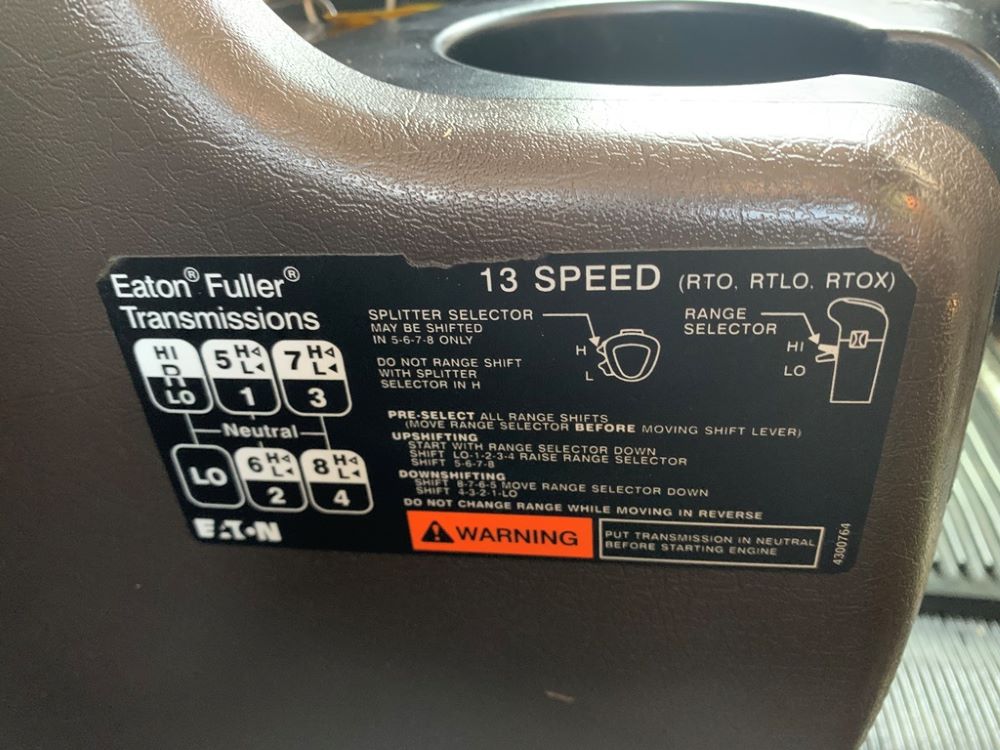 Eaton® Fuller®
Transmissions
13 SPEED (RTO, RTLO, RTOX)
SPLITTER SELECTOR
MAY BE SHIFTED
IN 5-6-7-8 ONLY
DO NOT RANGE SHIFT
WITH SPLITTER
SELECTOR IN H
H
L
RANGE
SELECTOR
HI
LO
HI
R
LO
5 H
L
1
7 H
L
3
Neutral
LO
6 H
L
2
8 H
L
4
PRE-SELECT ALL RANGE SHIFTS
(MOVE RANGE SELECTOR BEFORE MOVING SHIFT LEVER)
UPSHIFTING
START WITH RANGE SELECTOR DOWN
SHIFT LO-1-2-3-4 RAISE RANGE SELECTOR
SHIFT 5-6-7-8
DOWNSHIFTING
SHIFT 8-7-6-5 MOVE RANGE SELECTOR DOWN
SHIFT 4-3-2-1-LO
DO NOT CHANGE RANGE WHILE MOVING IN REVERSE
EAT•N
WARNING
PUT TRANSMISSION IN NEUTRAL
BEFORE STARTING ENGINE
4300764